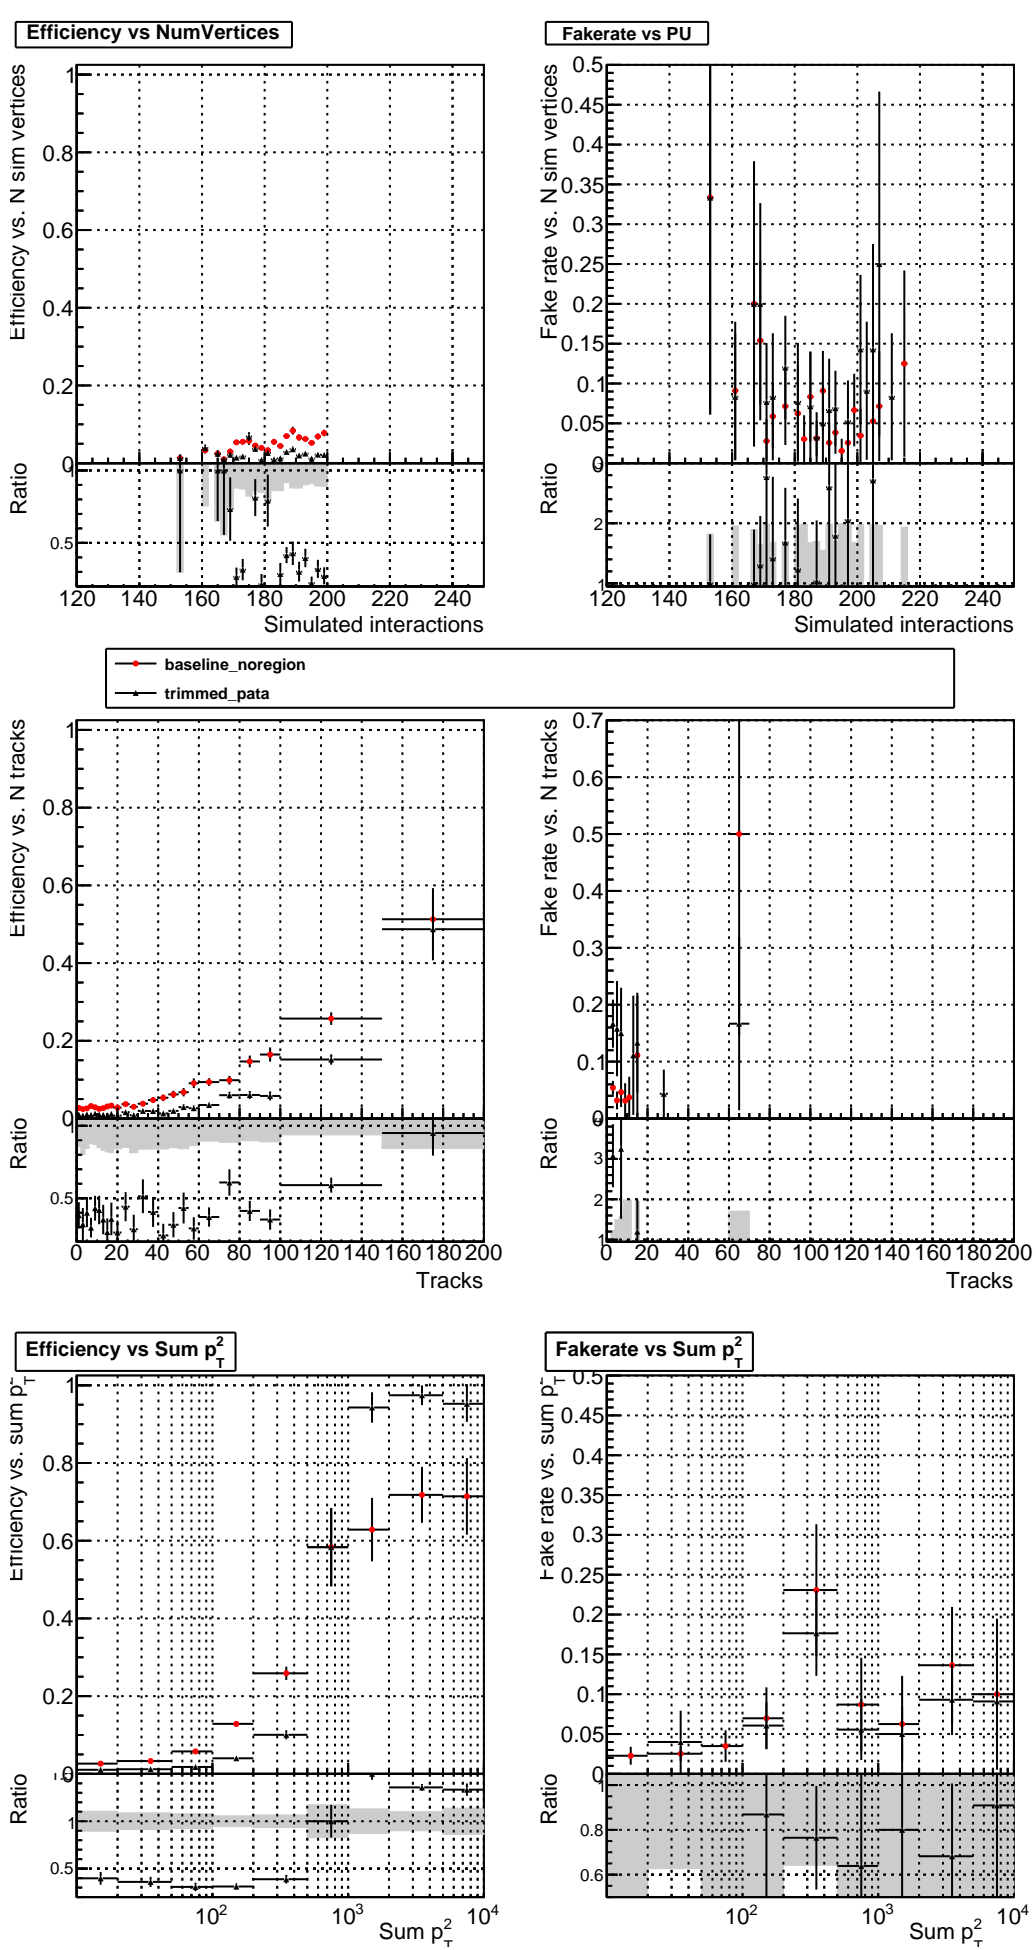 Efficiency vs NumVertices
Efficiency vs. N sim vertices
1
0.8
0.6
0.4
0.2
0
Ratio
1
0.5
120 140 160 180 200 220 240
Simulated interactions
Fakerate vs PU
Fake rate vs. N sim vertices
0.5
0.45
0.4
0.35
0.3
0.25
0.2
0.15
0.1
0.05
0
Ratio
2
1
120 140 160 180 200 220 240
Simulated interactions
baseline_noregion
trimmed_pata
Efficiency vs. N tracks
1
0.8
0.6
0.4
0.2
0
Ratio
1
0.5
0 20 40 60 80 100 120 140 160 180 200
Tracks
Fake rate vs. N tracks
0.7
0.6
0.5
0.4
0.3
0.2
0.1
0
Ratio
3
2
1
0 20 40 60 80 100 120 140 160 180 200
Tracks
Efficiency vs Sum p_T^2
Efficiency vs. sum p_T^2
1
0.8
0.6
0.4
0.2
0
Ratio
1
0.5
10^2 10^3 10^4
Sum p_T^2
Fakerate vs Sum p_T^2
Fake rate vs. sum p_T^2
0.5
0.45
0.4
0.35
0.3
0.25
0.2
0.15
0.1
0.05
0
Ratio
1
0.8
0.6
10^2 10^3 10^4
Sum p_T^2